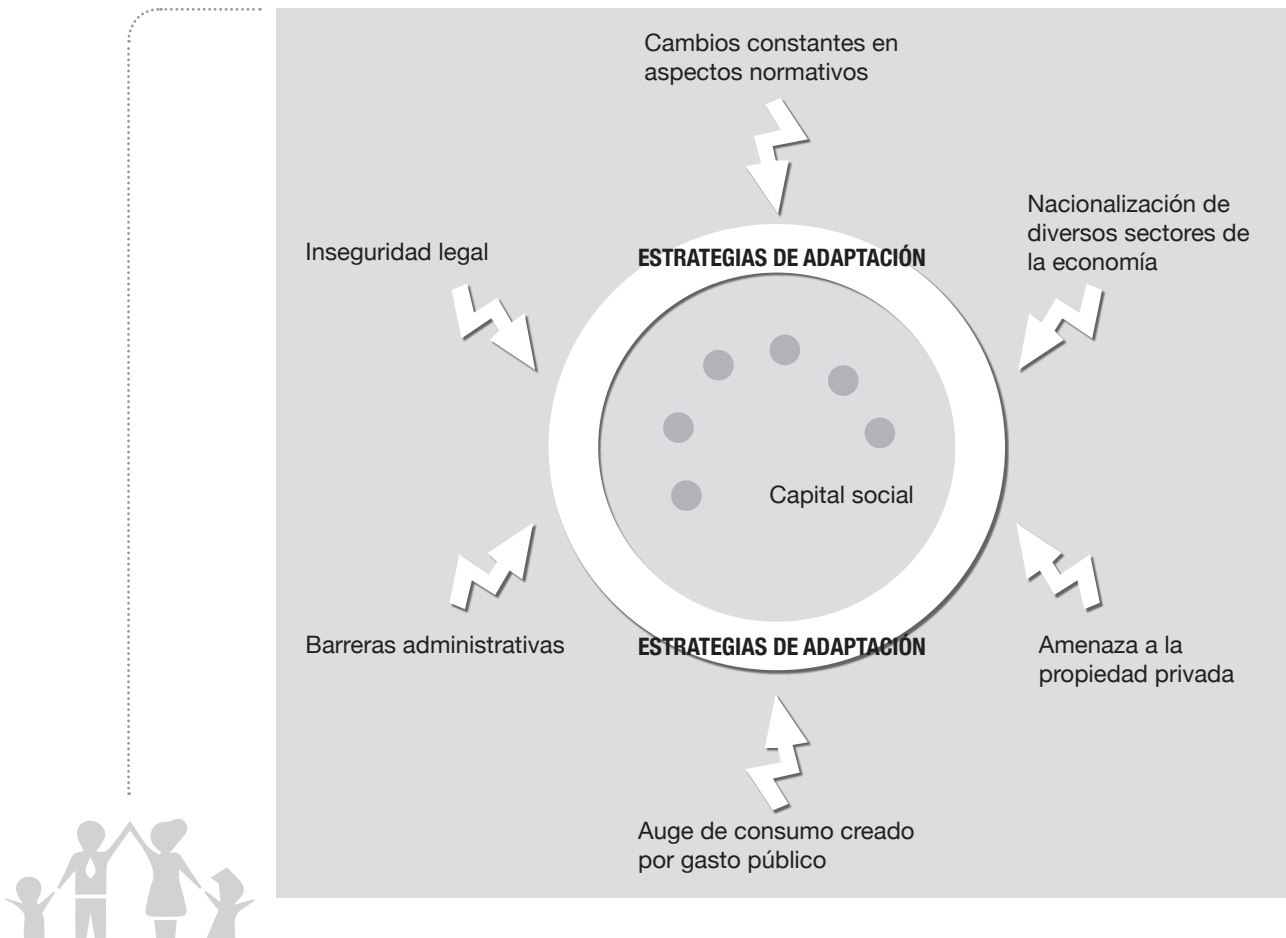 Cambios constantes en
aspectos normativos
Nacionalización de
diversos sectores de
la economía
Inseguridad legal
ESTRATEGIAS DE ADAPTACIÓN
Capital social
Barreras administrativas
ESTRATEGIAS DE ADAPTACIÓN
Amenaza a la
propiedad privada
Auge de consumo creado
por gasto público